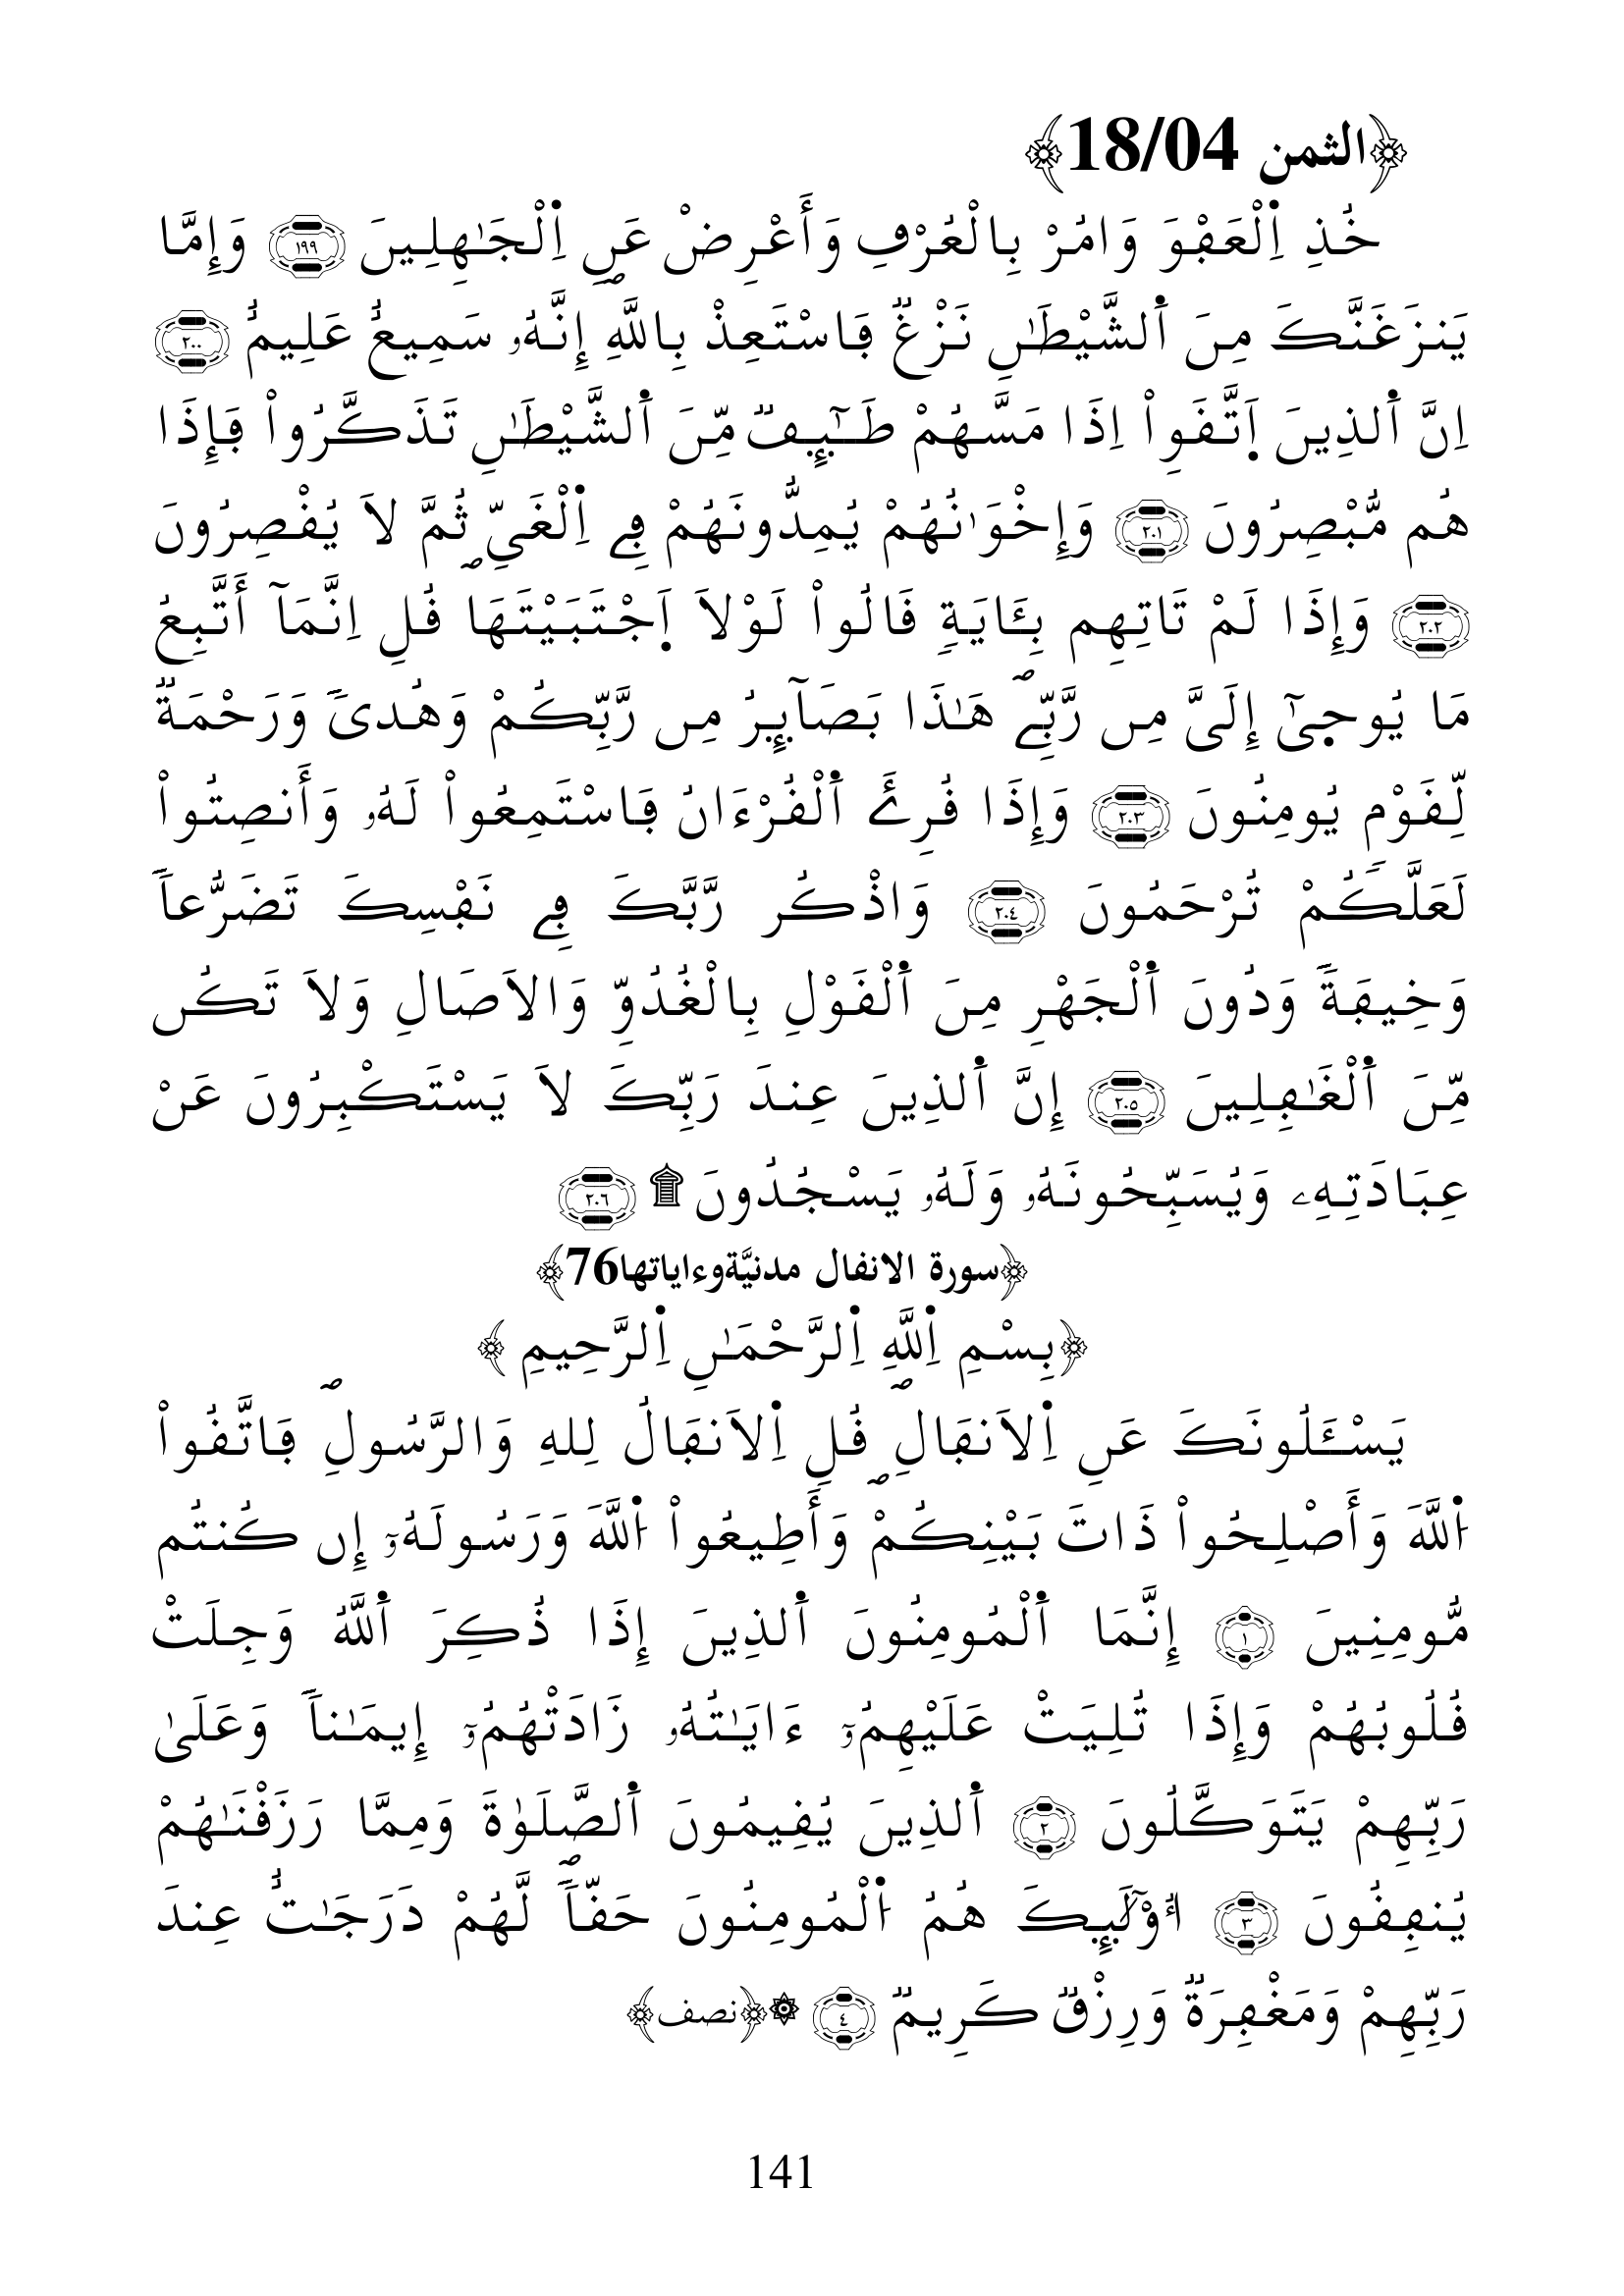 ﴿الثمن 18/04﴾
خُذِ اِ۬لْعَفْوَ وَامُرْ بِالْعُرْفِ وَأَعْرِضْ عَنِ اِ۬لْجَٰهِلِينَۖ ١٩٩ وَإِمَّا
يَنزَغَنَّكَ مِنَ اَ۬لشَّيْطَٰنِ نَزْغٞ فَاسْتَعِذْ بِاللَّهِ إِنَّهُۥ سَمِيعٌ عَلِيمٌ ٢٠٠
اِنَّ اَ۬لذِينَ اَ۪تَّقَوِاْ اِذَا مَسَّهُمْ طَٰٓئِفٞ مِّنَ اَ۬لشَّيْطَٰنِ تَذَكَّرُواْ فَإِذَا
هُم مُّبْصِرُونَ ٢٠١ وَإِخْوَٰنُهُمْ يُمِدُّونَهُمْ فِے اِ۬لْغَيِّۖ ثُمَّ لَا يُقْصِرُونَ
٢٠٢ وَإِذَا لَمْ تَاتِهِم بِـَٔايَةٖ قَالُواْ لَوْلَا اَ۪جْتَبَيْتَهَا قُلِ اِنَّمَآ أَتَّبِعُ
مَا يُوح۪يٰٓ إِلَيَّ مِن رَّبِّےۖ هَٰذَا بَصَآئِرُ مِن رَّبِّكُمْ وَهُدىٗ وَرَحْمَةٞ
لِّقَوْمٖ يُومِنُونَ ٢٠٣ وَإِذَا قُرِئَ اَ۬لْقُرْءَانُ فَاسْتَمِعُواْ لَهُۥ وَأَنصِتُواْ
لَعَلَّكُمْ تُرْحَمُونَ ٢٠٤ وَاذْكُر رَّبَّكَ فِے نَفْسِكَ تَضَرُّعاٗ
وَخِيفَةٗ وَدُونَ اَ۬لْجَهْرِ مِنَ اَ۬لْقَوْلِ بِالْغُدُوِّ وَالَاصَالِ وَلَا تَكُن
مِّنَ اَ۬لْغَٰفِلِينَ ٢٠٥ إِنَّ اَ۬لذِينَ عِندَ رَبِّكَ لَا يَسْتَكْبِرُونَ عَنْ
عِبَادَتِهِۦ وَيُسَبِّحُونَهُۥ وَلَهُۥ يَسْجُدُونَ ۩ ٢٠٦
﴿سورة الانفال مدنيَّةوءاياتها76﴾
﴿بِسْمِ اِ۬للَّهِ اِ۬لرَّحْمَٰنِ اِ۬لرَّحِيمِ ﴾
يَسْـَٔلُونَكَ عَنِ اِ۬لَانفَالِۖ قُلِ اِ۬لَانفَالُ لِلهِ وَالرَّسُولِۖ فَاتَّقُواْ
اُ۬للَّهَ وَأَصْلِحُواْ ذَاتَ بَيْنِكُمْ وَأَطِيعُواْ اُ۬للَّهَ وَرَسُولَهُۥٓ إِن كُنتُم
مُّومِنِينَ ١ إِنَّمَا اَ۬لْمُومِنُونَ اَ۬لذِينَ إِذَا ذُكِرَ اَ۬للَّهُ وَجِلَتْ
قُلُوبُهُمْ وَإِذَا تُلِيَتْ عَلَيْهِمُۥٓ ءَايَٰتُهُۥ زَادَتْهُمُۥٓ إِيمَٰناٗ وَعَلَىٰ
رَبِّهِمْ يَتَوَكَّلُونَ ٢ اَ۬لذِينَ يُقِيمُونَ اَ۬لصَّلَوٰةَ وَمِمَّا رَزَقْنَٰهُمْ
يُنفِقُونَ ٣ أُوْلَٰٓئِكَ هُمُ اُ۬لْمُومِنُونَ حَقّاٗۖ لَّهُمْ دَرَجَٰتٌ عِندَ
رَبِّهِمْ وَمَغْفِرَةٞ وَرِزْقٞ كَرِيمٞ ٤ ۞﴿نصف﴾
141